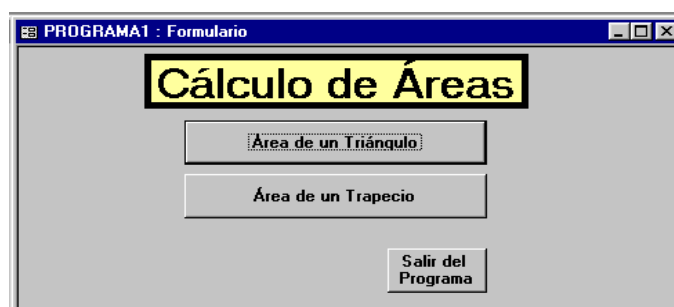 PROGRAMA1 : Formulario
Cálculo de Áreas
Área de un Triángulo
Área de un Trapecio
Salir del
Programa